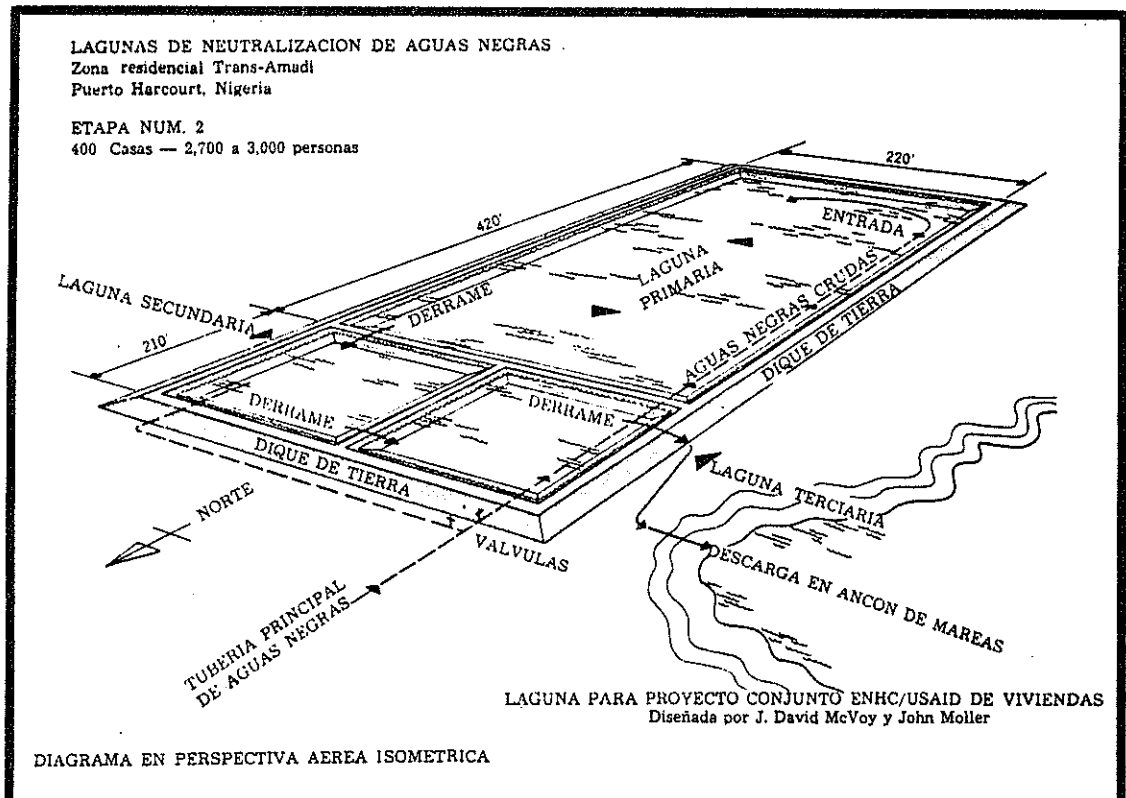 LAGUNAS DE NEUTRALIZACION DE AGUAS NEGRAS
Zona residencial Trans-Amadi
Puerto Harcourt, Nigeria
ETAPA NUM. 2
400 Casas — 2,700 a 3,000 personas
220'
420'
ENTRADA
LAGUNA
PRIMARIA
LAGUNA SECUNDARIA
DERRAME
AGUAS NEGRAS CRUDAS
DIQUE DE TIERRA
210'
DERRAME
DERRAME
DIQUE DE TIERRA
LAGUNA TERCIARIA
NORTE
VALVULAS
DESCARGA EN ANCON DE MAREAS
TUBERIA PRINCIPAL
DE AGUAS NEGRAS
LAGUNA PARA PROYECTO CONJUNTO ENHC/USAID DE VIVIENDAS
Diseñada por J. David McVoy y John Moller
DIAGRAMA EN PERSPECTIVA AEREA ISOMETRICA